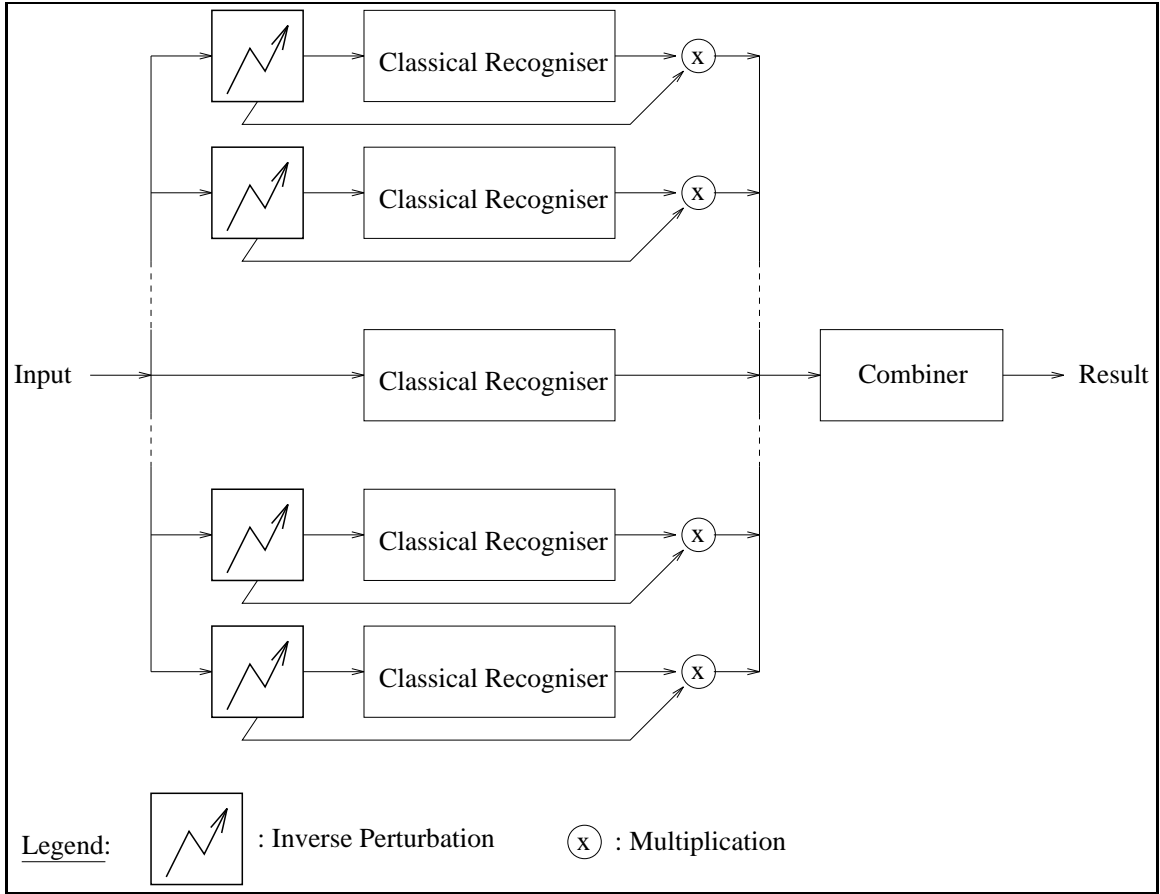 Classical Recogniser
x
Classical Recogniser
x
Input
Classical Recogniser
Combiner
Result
Classical Recogniser
x
Classical Recogniser
x
Legend:
: Inverse Perturbation
x
: Multiplication